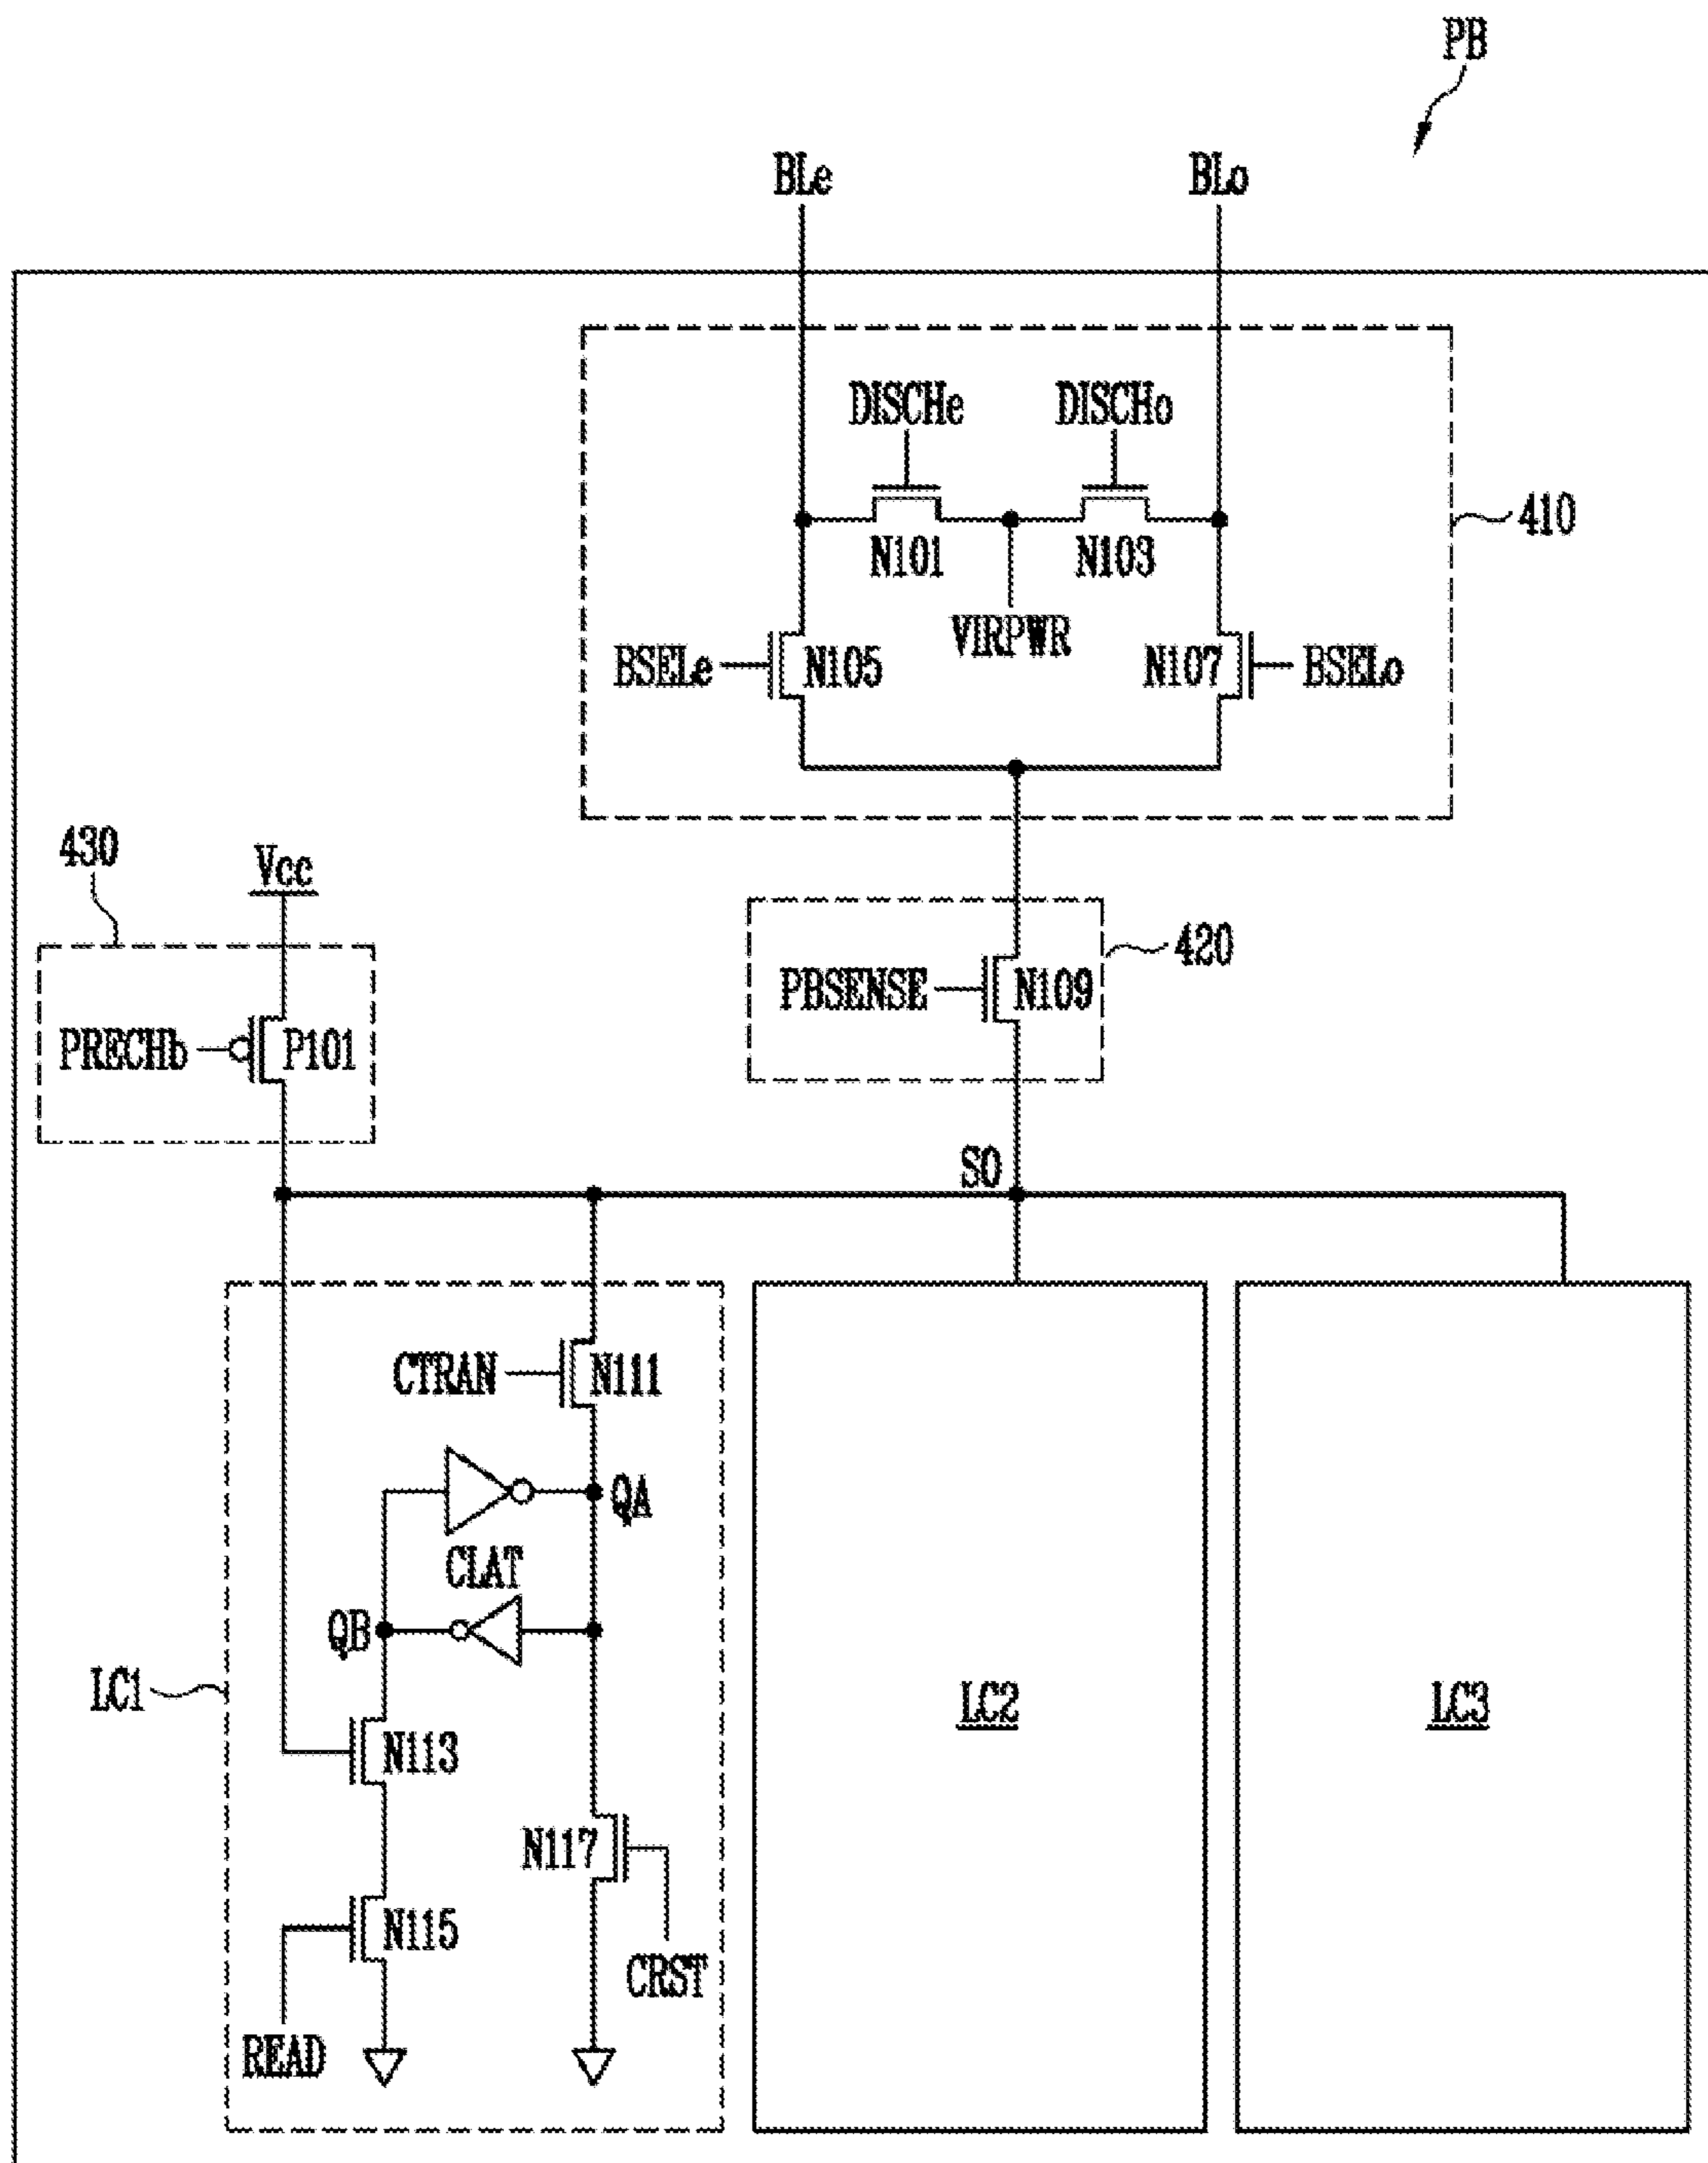 PB
BLe BLo
DISCHe DISCHo
410
N101 N103
VIRPWR
BSELe N105 N107 BSELo
430
Vcc
420
PBSENSE N109
PRECHb P101
SO
CTRAN N111
QA
CLAT
QB
LC1
LC2 LC3
N113
N117
N115
CRST
READ